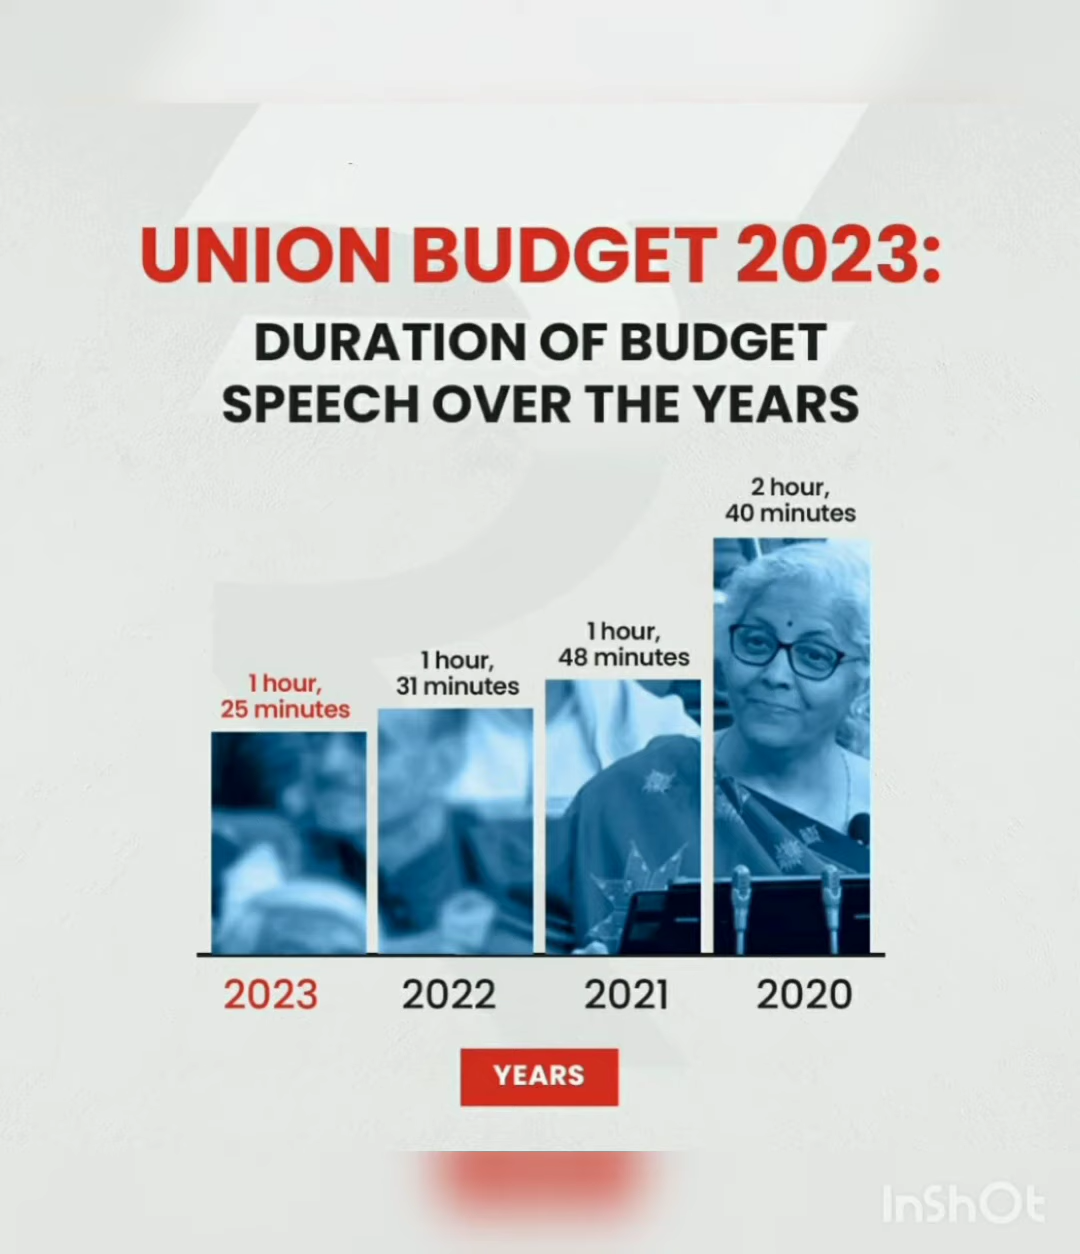 UNION BUDGET 2023:
DURATION OF BUDGET
SPEECH OVER THE YEARS
2 hour,
40 minutes
1 hour,
48 minutes
1 hour,
31 minutes
1 hour,
25 minutes
2023 2022 2021 2020
YEARS
InShOt